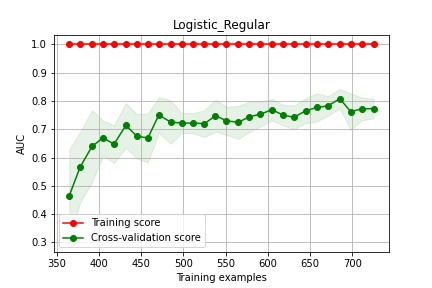 Logistic_Regular
1.0
0.9
0.8
0.7
0.6
0.5
0.4
0.3
AUC
Training score
Cross-validation score
350 400 450 500 550 600 650 700
Training examples